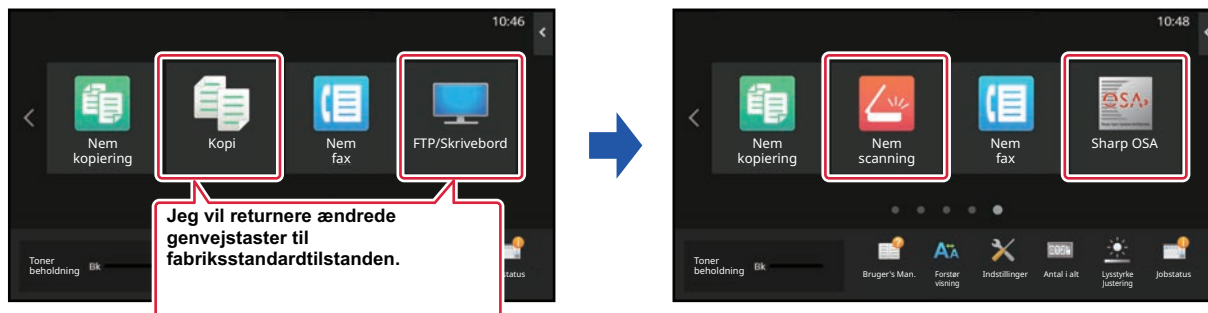 10:46
Nem
kopiering
Kopi
Nem
fax
FTP/Skrivebord
Jeg vil returnere ændrede
genvejstaster til
fabriksstandardtilstanden.
Toner
beholdning
Bk
status
10:48
Nem
kopiering
Nem
scanning
Nem
fax
OSA
Sharp OSA
Toner
beholdning
Bk
Bruger's Man.
Forstør
visning
Indstillinger
Antal i alt
Lysstyrke
Justering
Jobstatus